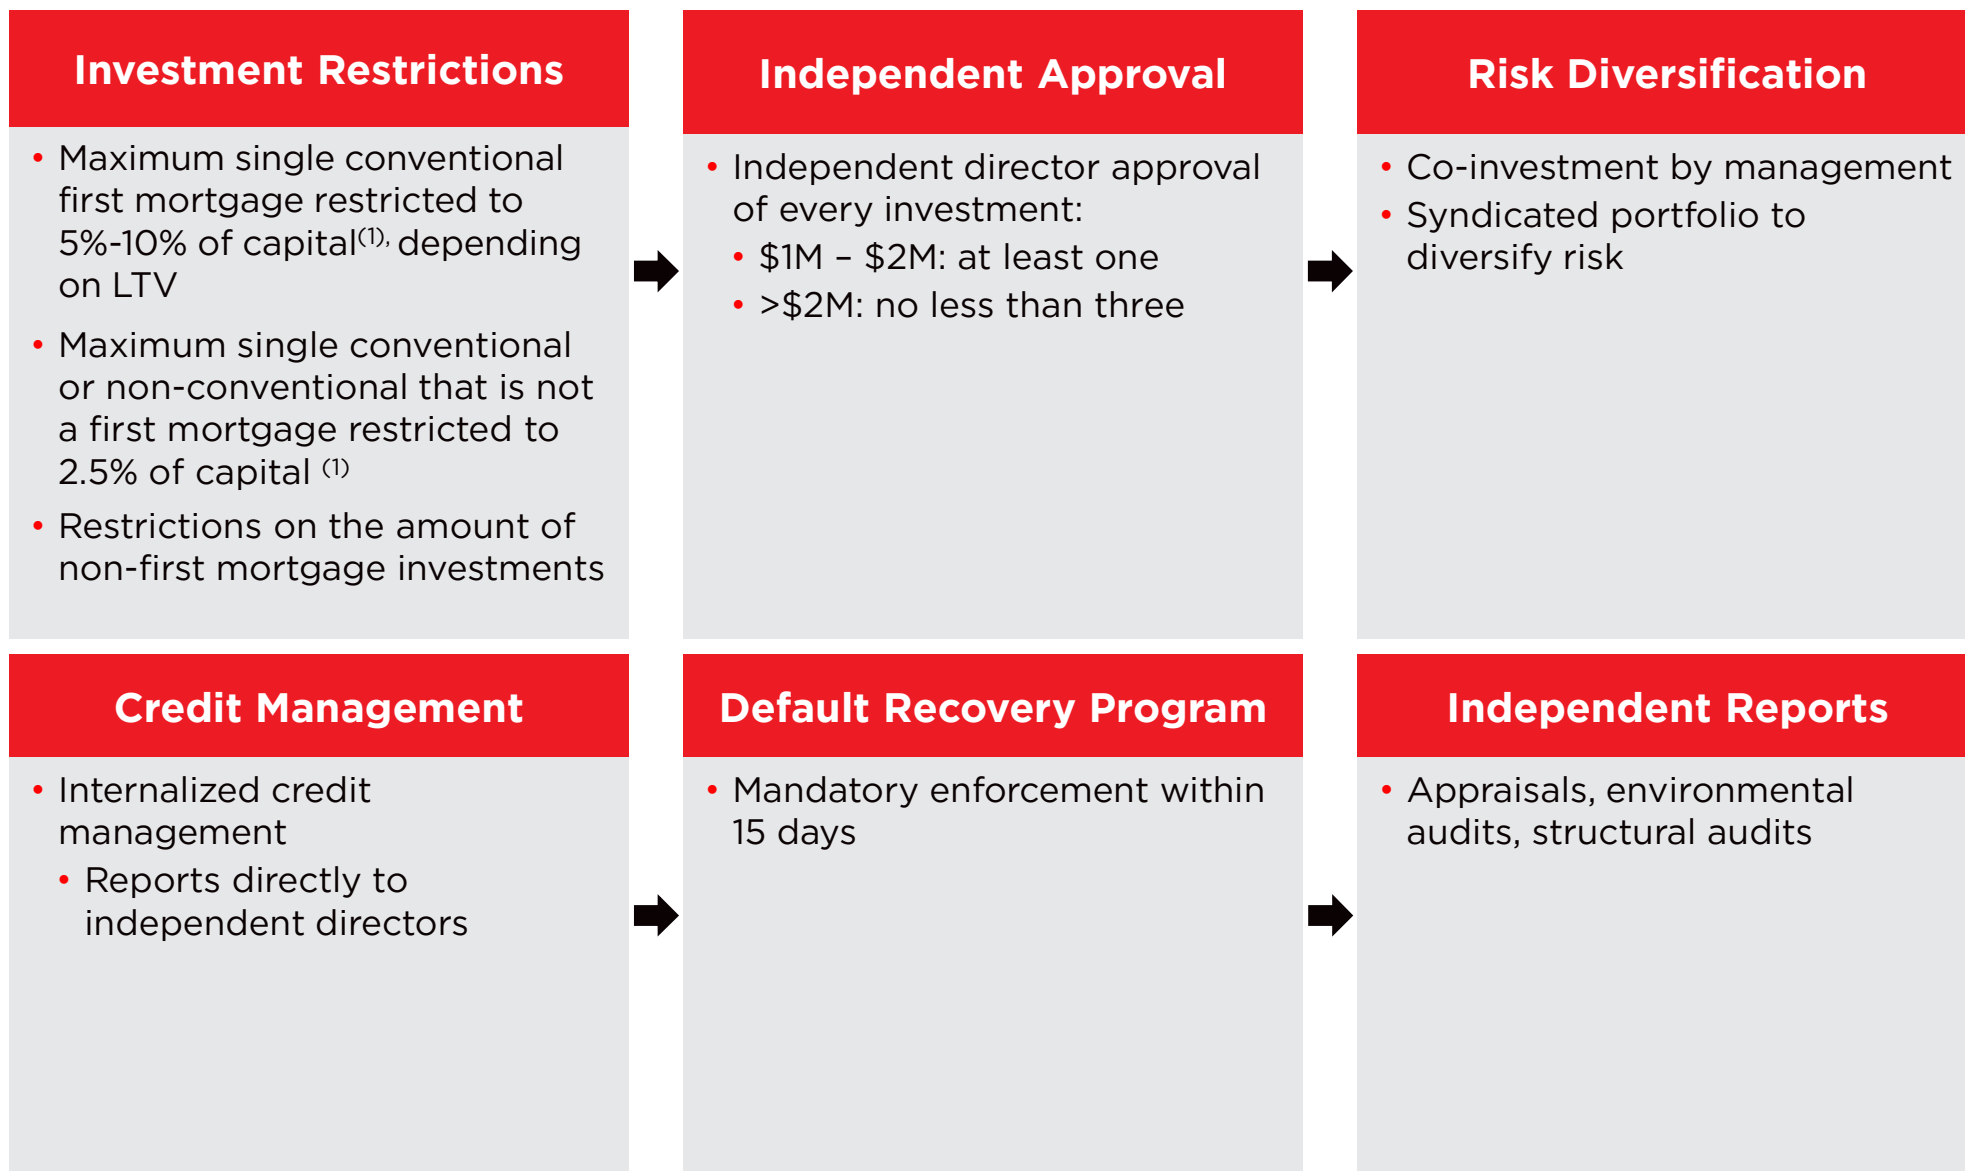 Investment Restrictions
• Maximum single conventional
first mortgage restricted to
5%-10% of capital(1), depending
on LTV
• Maximum single conventional
or non-conventional that is not
a first mortgage restricted to
2.5% of capital (1)
• Restrictions on the amount of
non-first mortgage investments
Independent Approval
• Independent director approval
of every investment:
• $1M – $2M: at least one
• >$2M: no less than three
Risk Diversification
• Co-investment by management
• Syndicated portfolio to
diversify risk
Credit Management
• Internalized credit
management
• Reports directly to
independent directors
Default Recovery Program
• Mandatory enforcement within
15 days
Independent Reports
• Appraisals, environmental
audits, structural audits